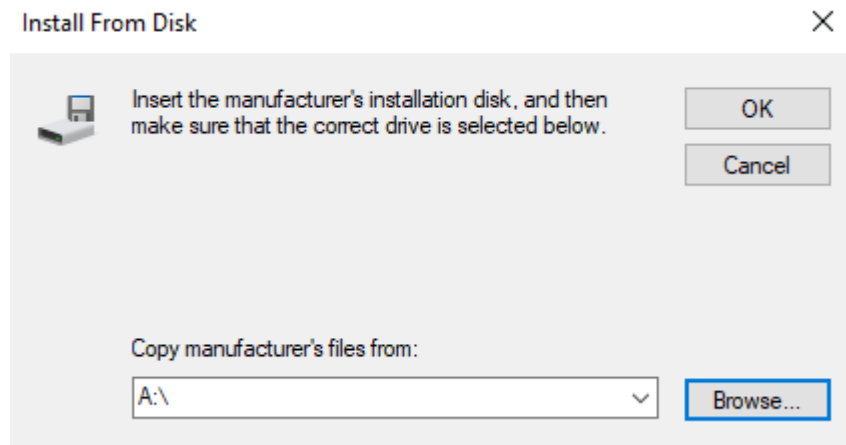 Install From Disk
Insert the manufacturer's installation disk, and then
make sure that the correct drive is selected below.
OK
Cancel
Copy manufacturer's files from:
A:\
Browse...